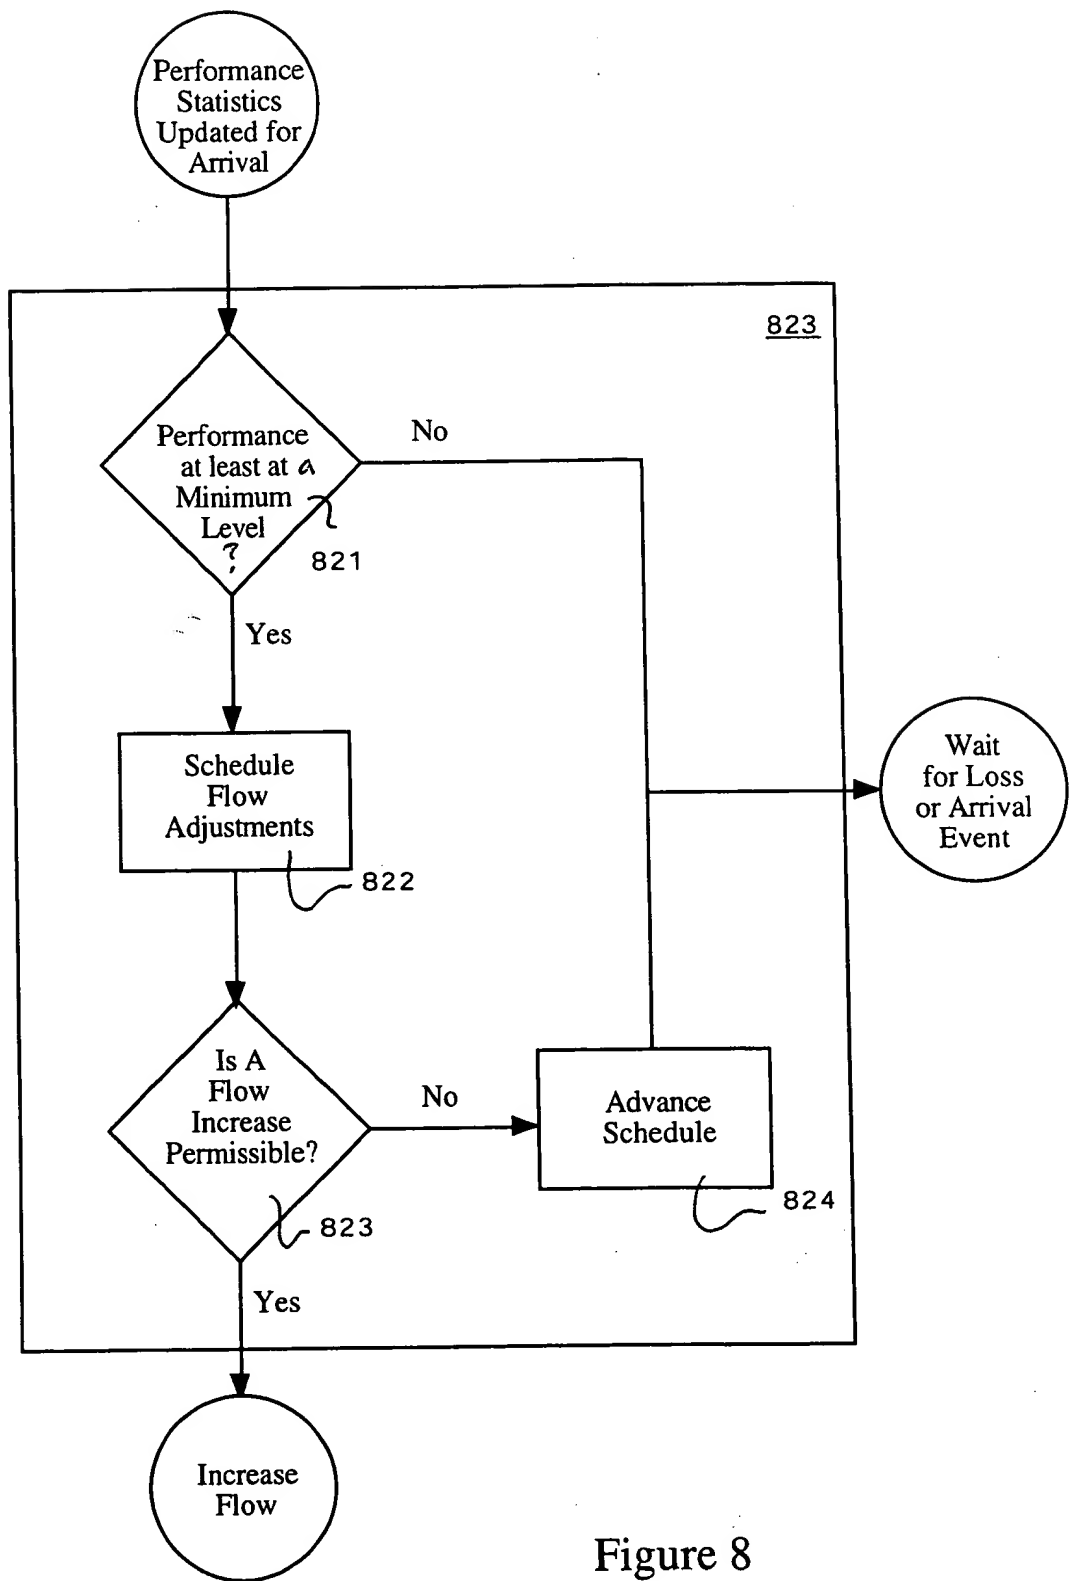 Performance
Statistics
Updated for
Arrival
823
Performance
at least at a
Minimum
Level
?
821
No
Yes
Schedule
Flow
Adjustments
822
Wait
for Loss
or Arrival
Event
Is A
Flow
Increase
Permissible?
823
No
Advance
Schedule
824
Yes
Increase
Flow
Figure 8